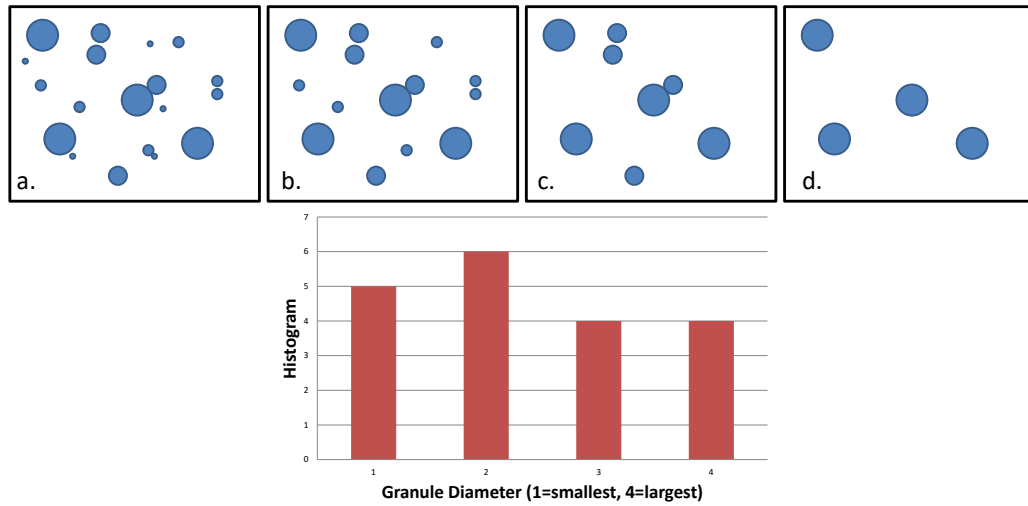 a.
b.
c.
d.
7
6
5
4
3
2
1
0
Histogram
1 2 3 4
Granule Diameter (1=smallest, 4=largest)